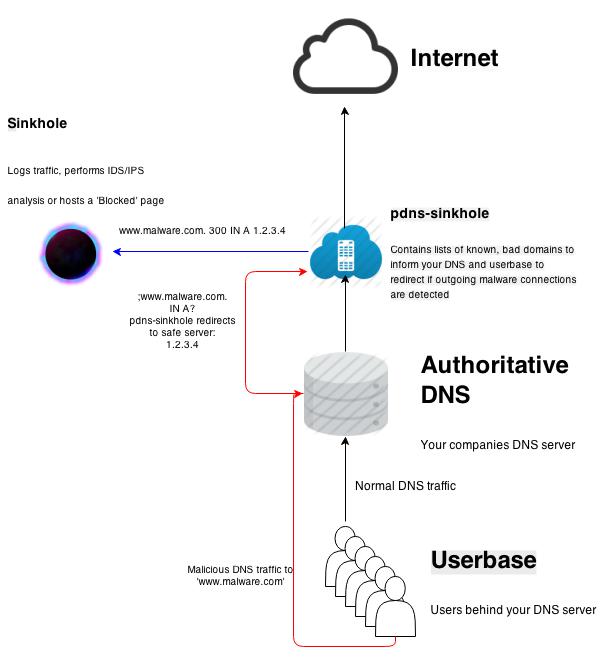 Internet
Sinkhole
Logs traffic, performs IDS/IPS
analysis or hosts a 'Blocked' page
www.malware.com. 300 IN A 1.2.3.4
pdns-sinkhole
Contains lists of known, bad domains to
inform your DNS and userbase to
redirect if outgoing malware connections
are detected
;www.malware.com.
IN A?
pdns-sinkhole redirects
to safe server:
1.2.3.4
Authoritative
DNS
Your companies DNS server
Normal DNS traffic
Malicious DNS traffic to
'www.malware.com'
Userbase
Users behind your DNS server